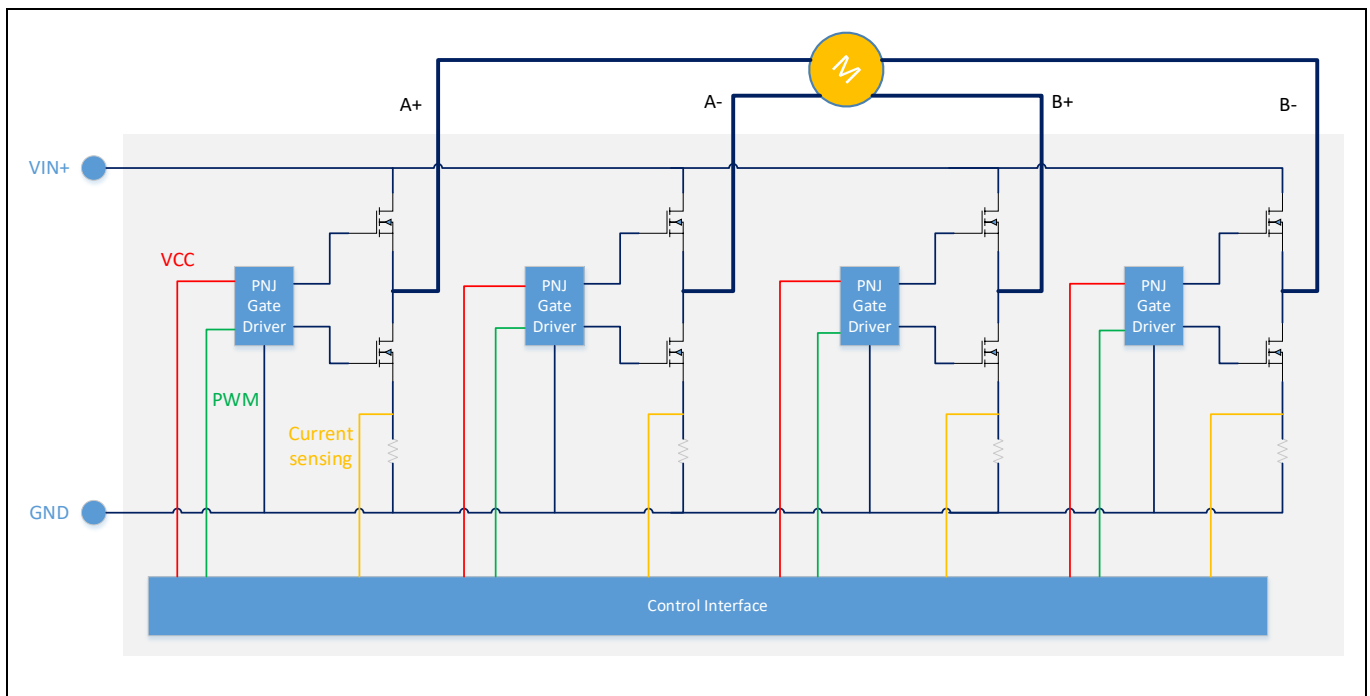 M
A+
A-
B+
B-
VIN+
VCC
PNJ
Gate
Driver
PNJ
Gate
Driver
PNJ
Gate
Driver
PNJ
Gate
Driver
PWM
Current
sensing
GND
Control Interface